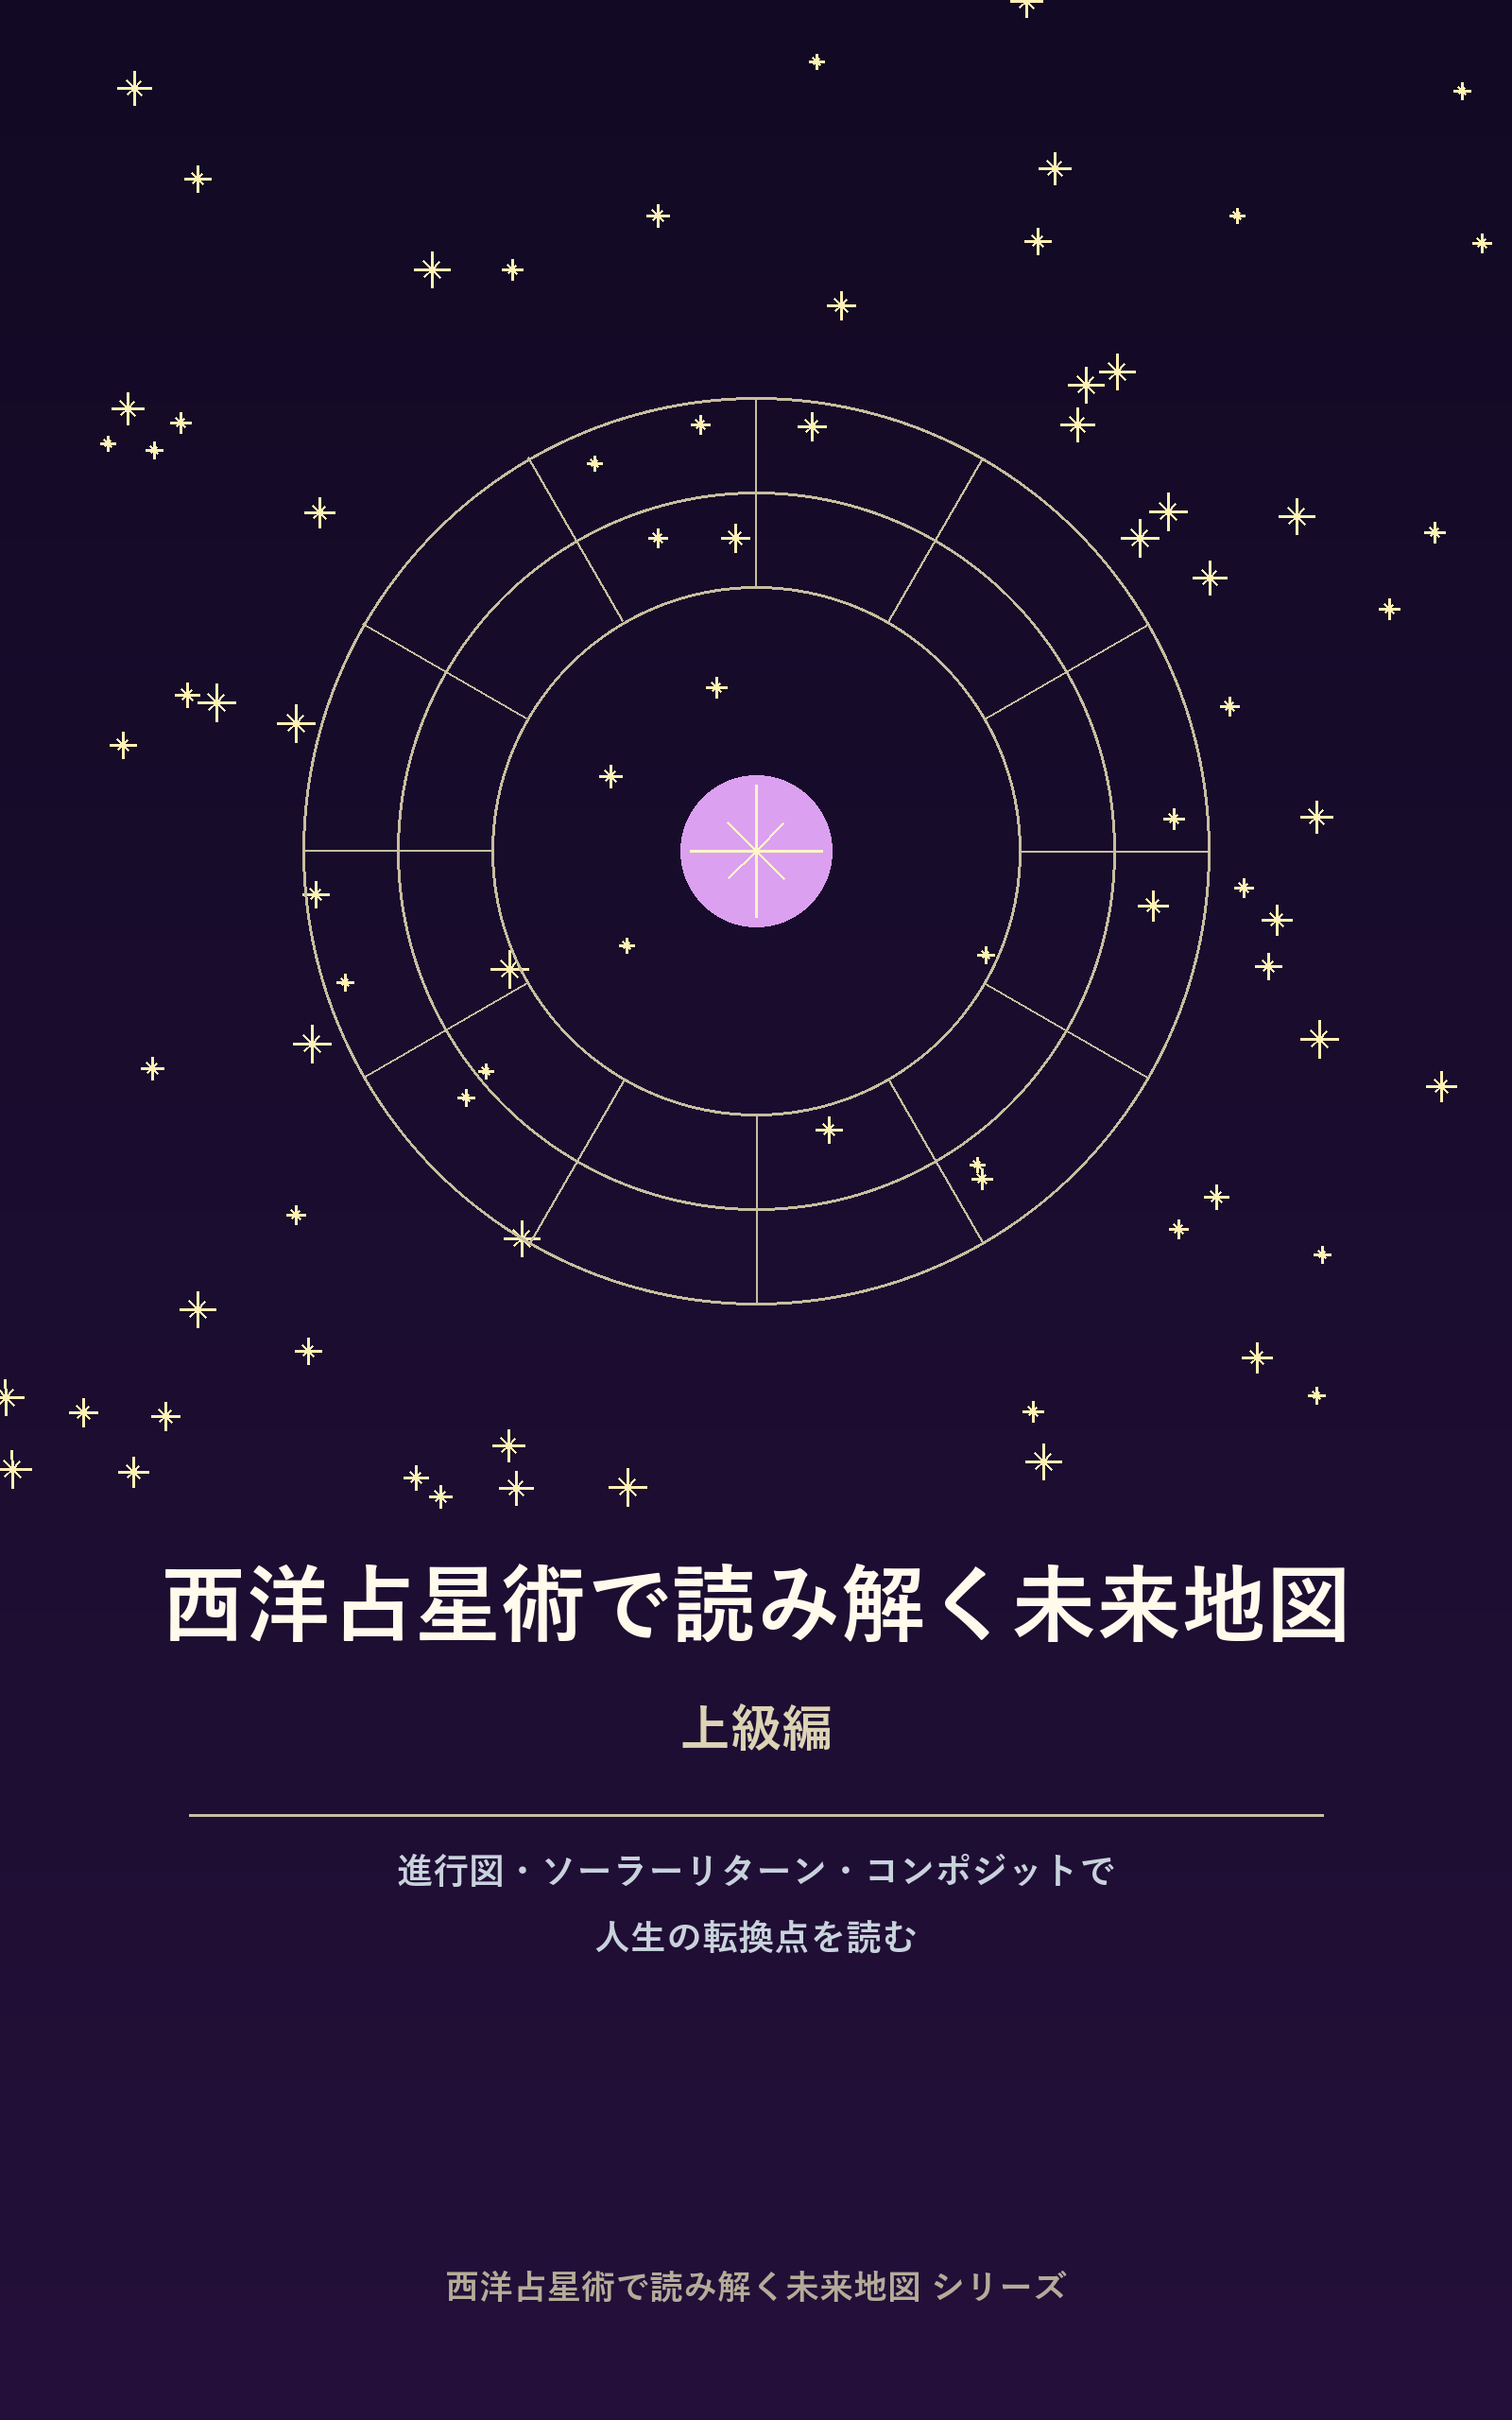 西洋占星術で読み解く未来地図
上級編
進行図・ソーラーリターン・コンポジットで
人生の転換点を読む
西洋占星術で読み解く未来地図 シリーズ